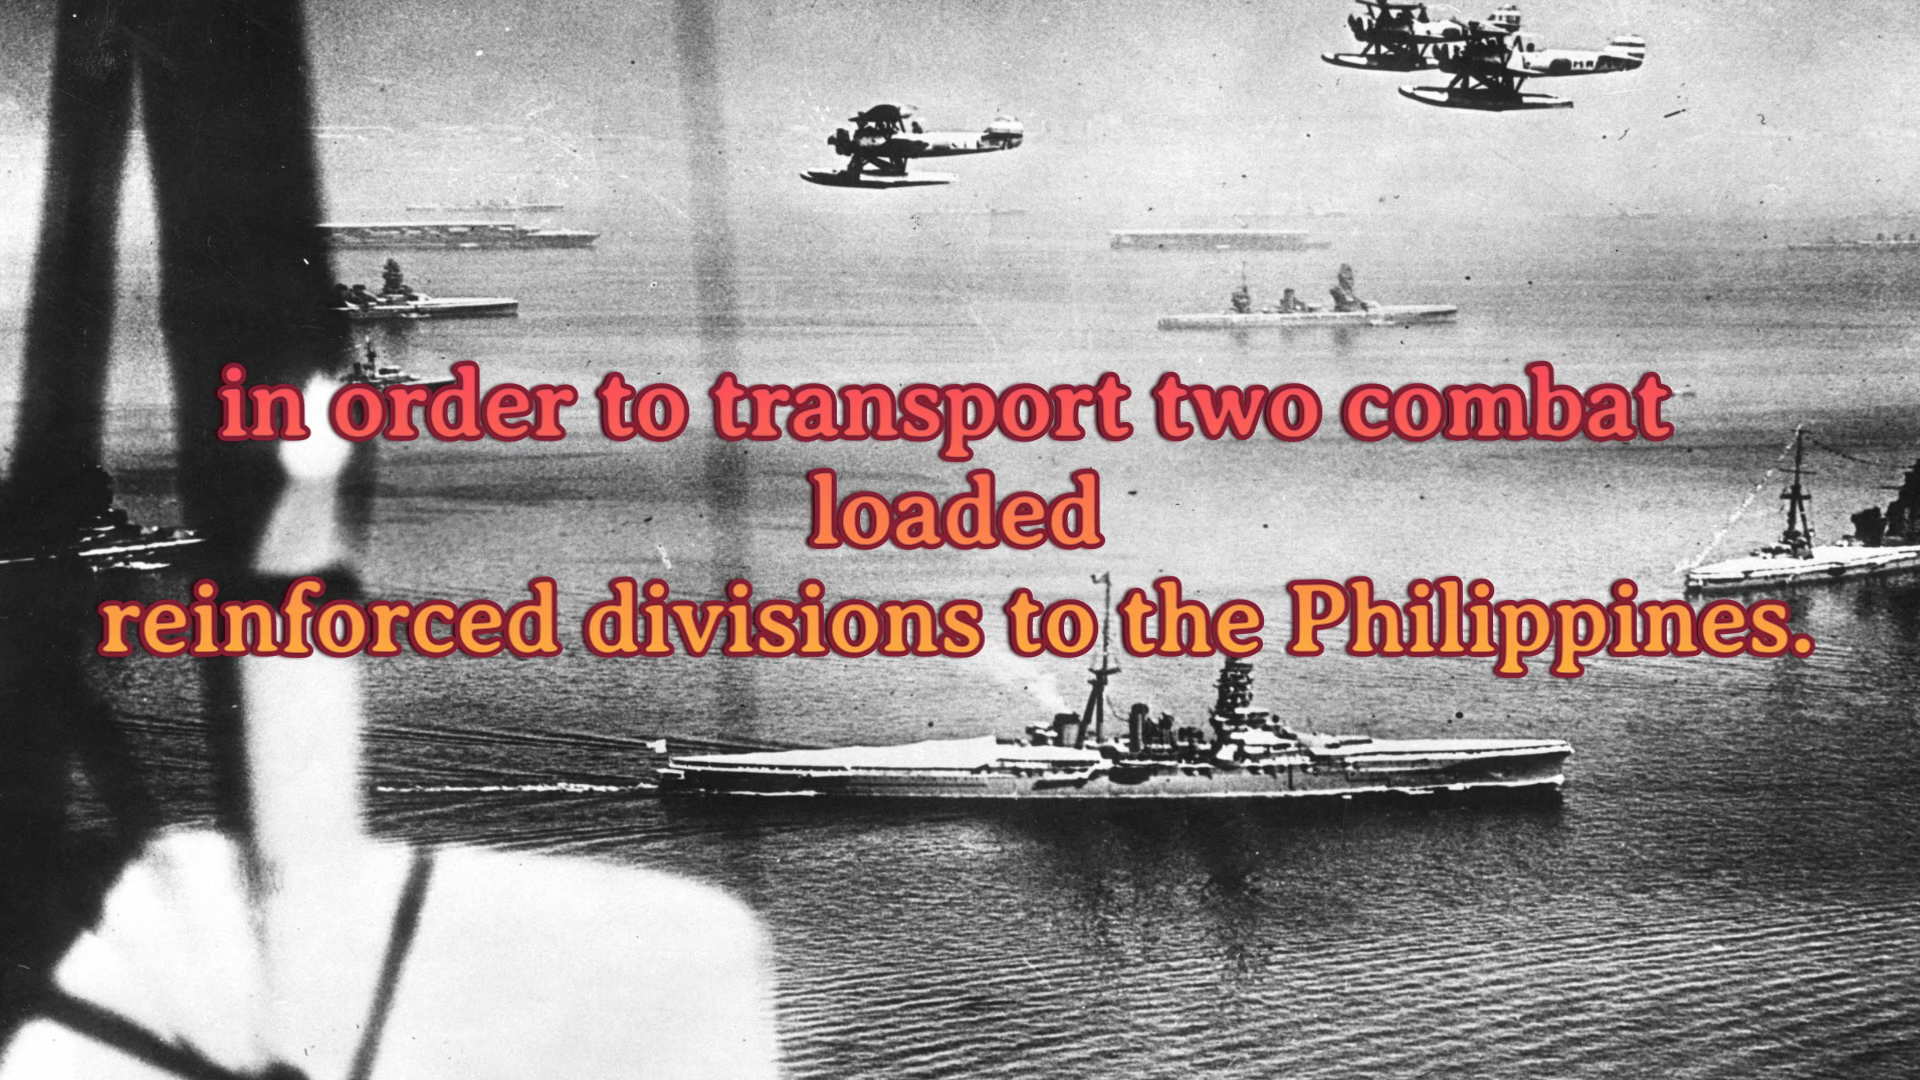 in order to transport two combat
loaded
reinforced divisions to the Philippines.